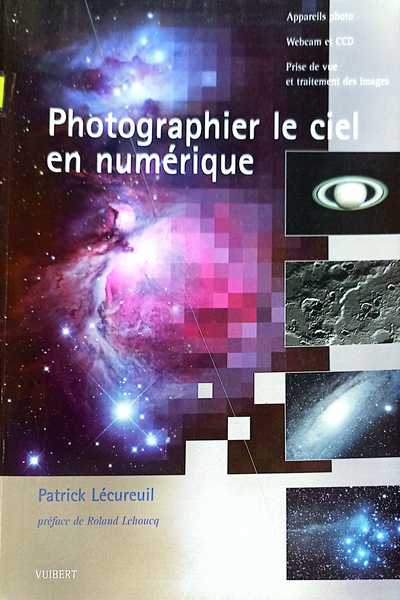 Appareils photo
Webcam et CCD
Prise de vue
et traitement des images
Photographier le ciel
en numérique
Patrick Lécureuil
préface de Roland Lehoucq
VUIBERT